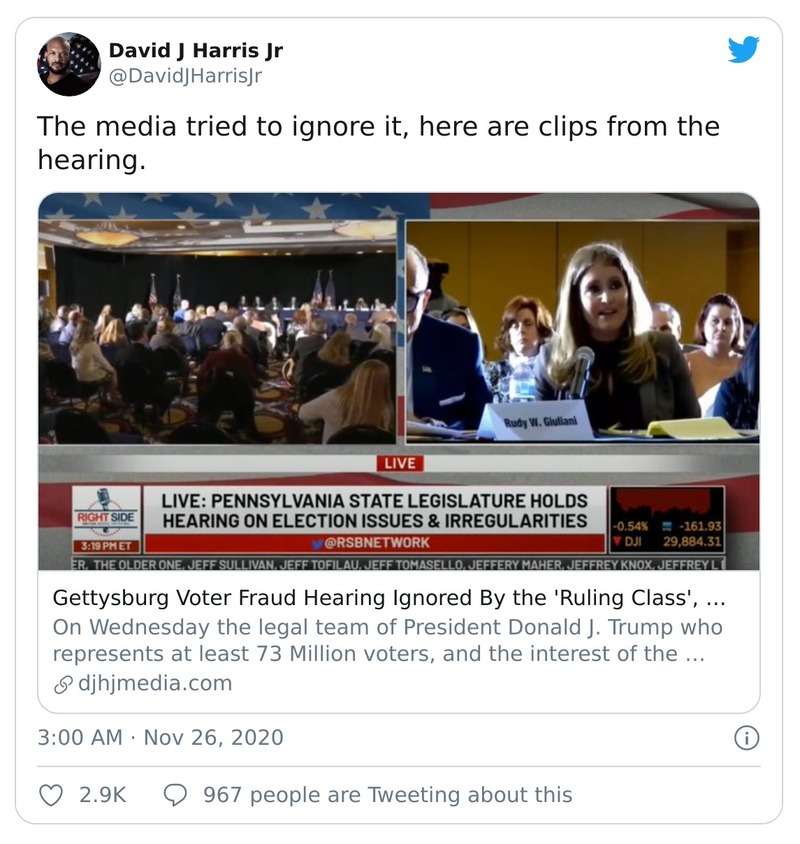 David J Harris Jr
@DavidJHarrisJr
The media tried to ignore it, here are clips from the
hearing.
Rudy W. Giuliani
LIVE
RIGHT SIDE
LIVE: PENNSYLVANIA STATE LEGISLATURE HOLDS
HEARING ON ELECTION ISSUES & IRREGULARITIES
-0.54% -161.93
3:19 PM ET
@RSBNETWORK
DJI 29,884.31
ER, THE OLDER ONE, JEFF SULLIVAN, JEFF TOFILAU, JEFF TOMASELLO, JEFFERY MAHER, JEFFREY KNOX, JEFFREY L
Gettysburg Voter Fraud Hearing Ignored By the 'Ruling Class', ...
On Wednesday the legal team of President Donald J. Trump who
represents at least 73 Million voters, and the interest of the ...
djhjmedia.com
3:00 AM · Nov 26, 2020
2.9K 967 people are Tweeting about this